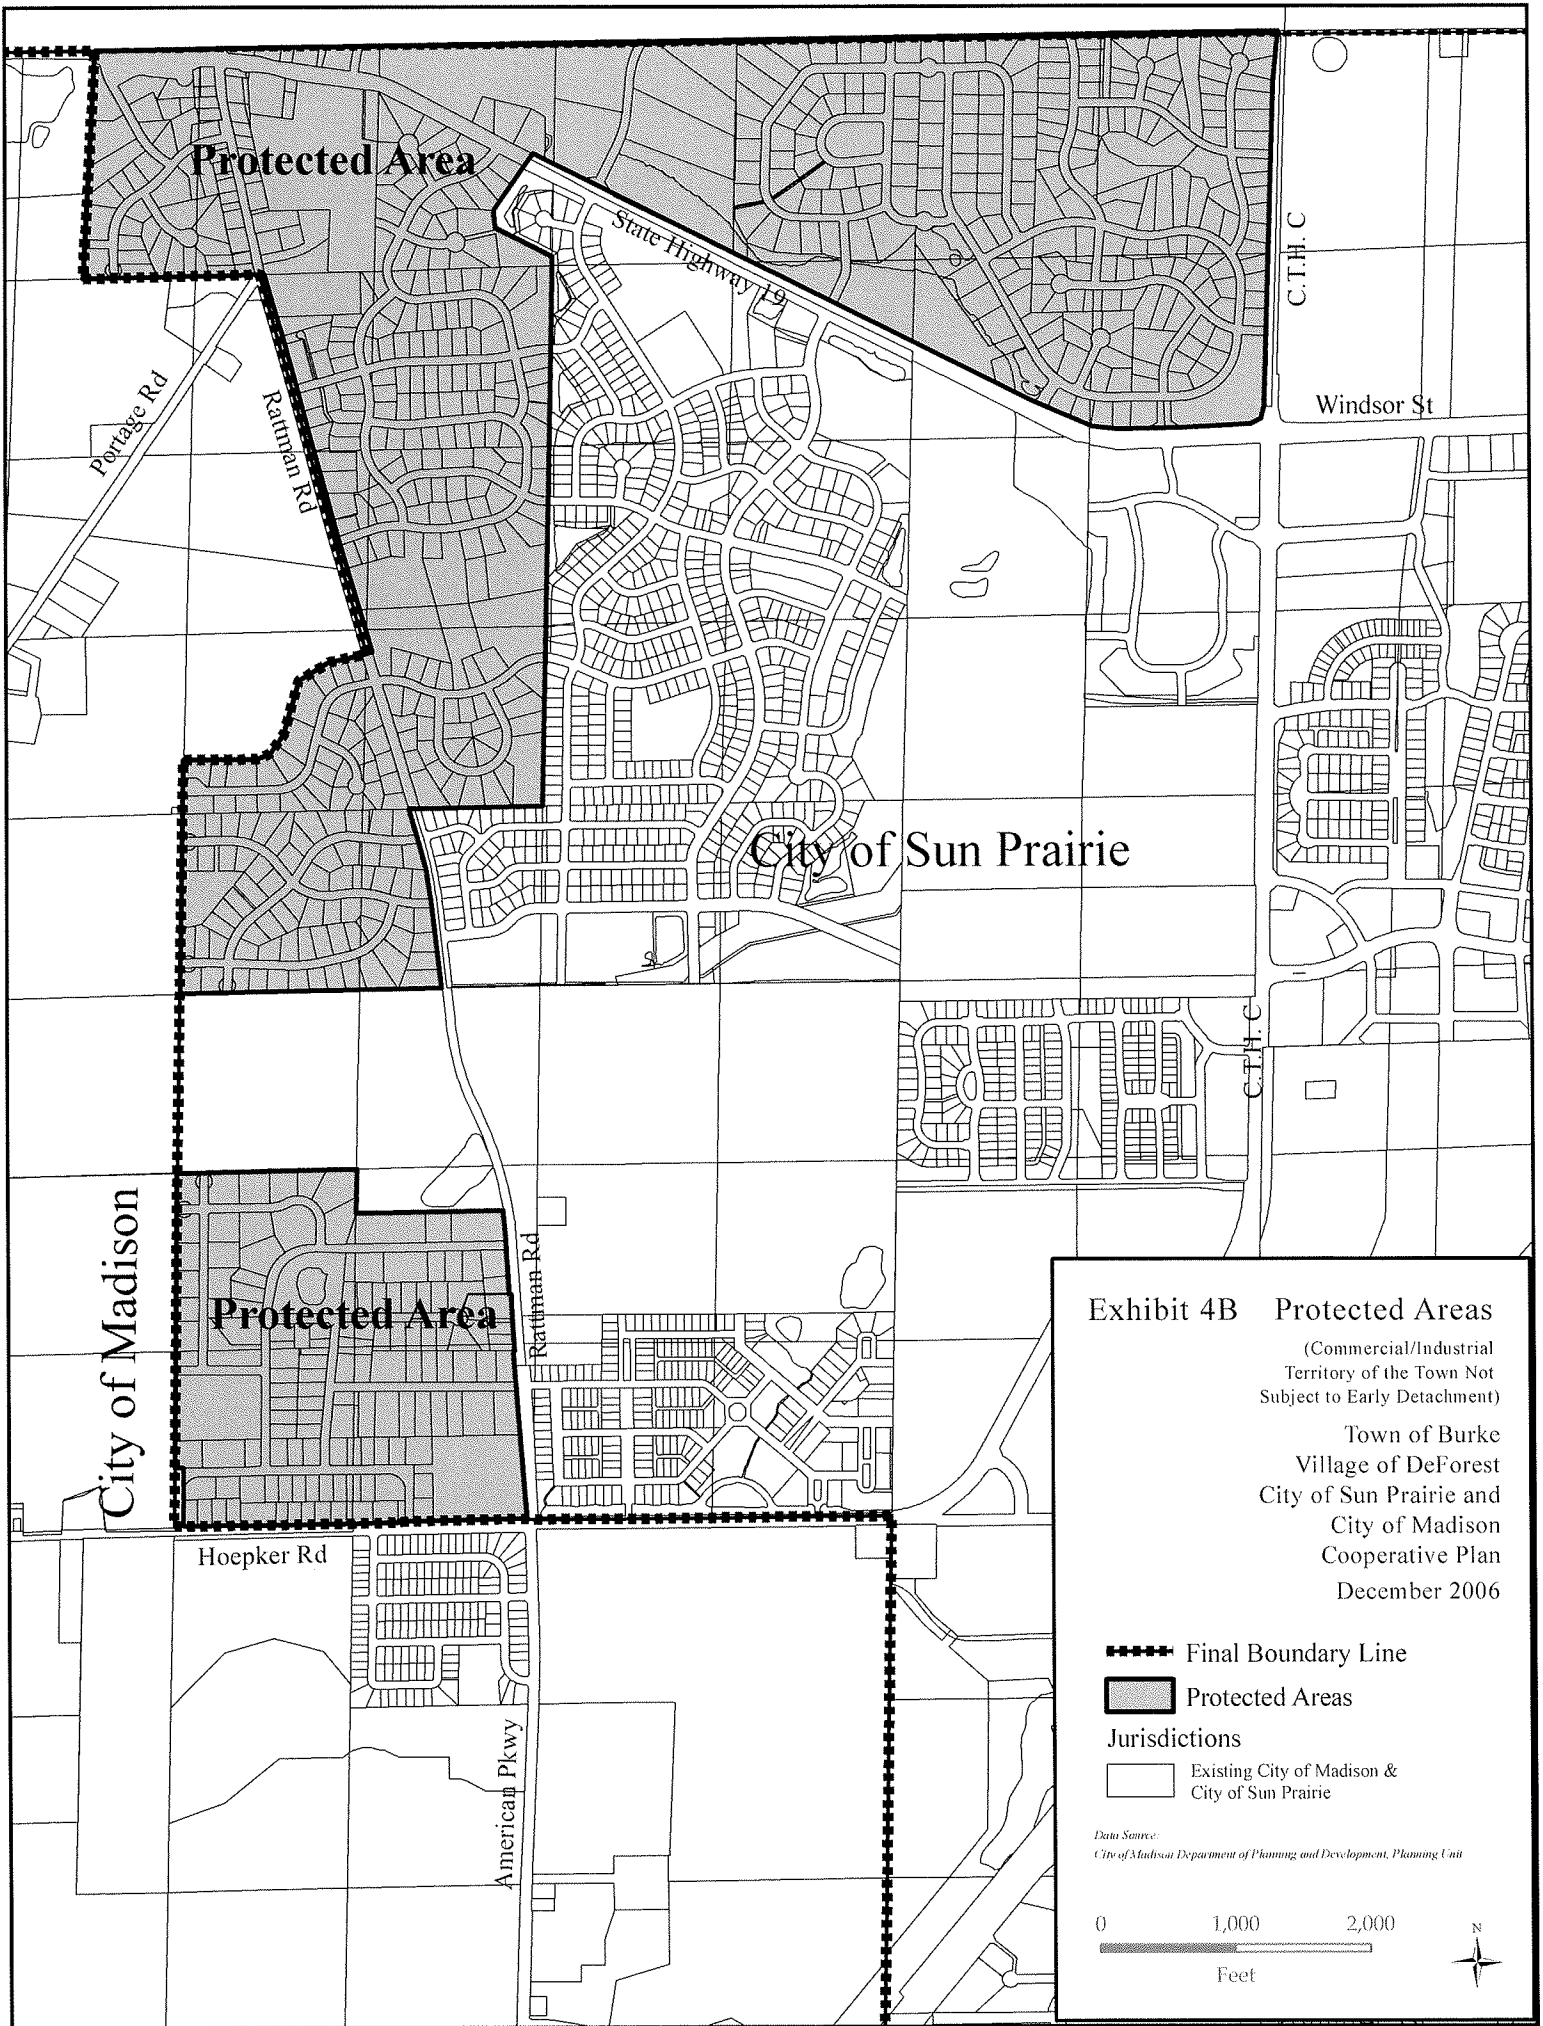 Protected Area
State Highway 19
C.T.H. C
Windsor St
Portage Rd
Rattman Rd
City of Sun Prairie
C.T.H. C
City of Madison
Rattman Rd
Protected Area
Hoepker Rd
American Pkwy
Exhibit 4B Protected Areas
(Commercial/Industrial
Territory of the Town Not
Subject to Early Detachment)
Town of Burke
Village of DeForest
City of Sun Prairie and
City of Madison
Cooperative Plan
December 2006
Final Boundary Line
Protected Areas
Jurisdictions
Existing City of Madison &
City of Sun Prairie
Data Source:
City of Madison Department of Planning and Development, Planning Unit
0 1,000 2,000
Feet
N